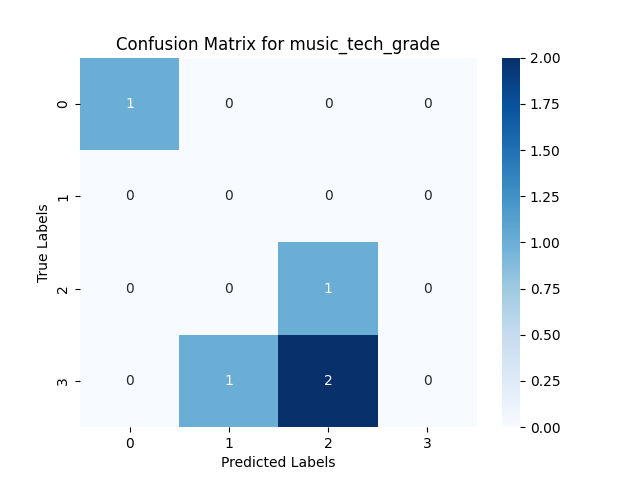 Confusion Matrix for music_tech_grade
True Labels
0 1 0 0 0
1 0 0 0 0
2 0 0 1 0
3 0 1 2 0
0 1 2 3
Predicted Labels
2.00
1.75
1.50
1.25
1.00
0.75
0.50
0.25
0.00